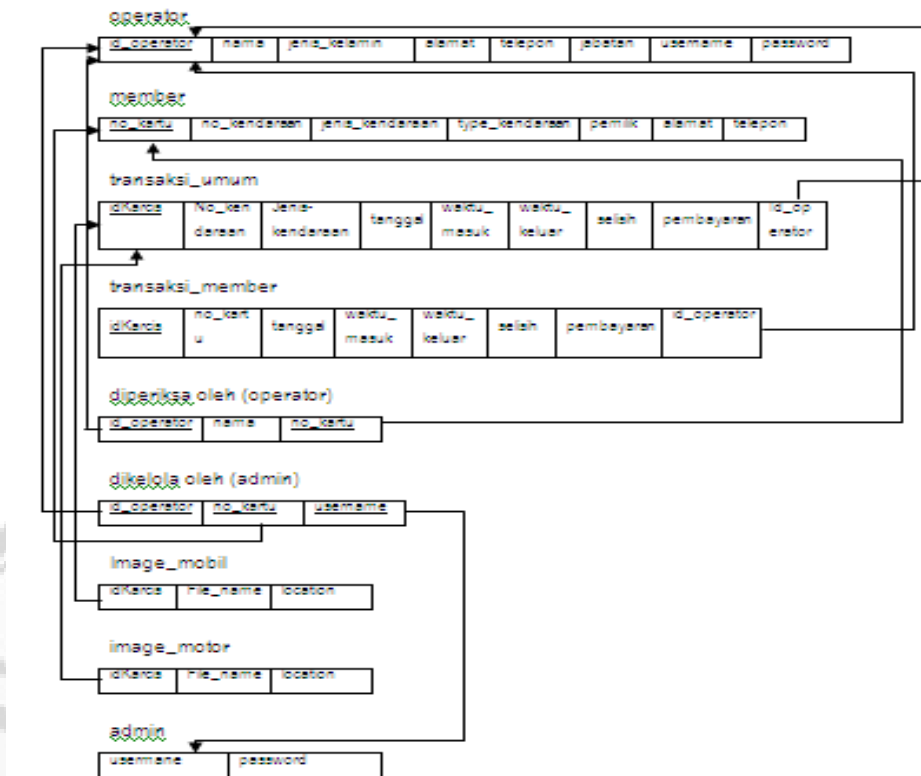 operator
id_operator nama jenis_kelamin alamat telepon jabatan username password
member
no_kartu no_kendaraan jenis_kendaraan type_kendaraan pemilik alamat telepon
transaksi_umum
idKarcis No_ken Jenis- tanggal waktu_ waktu_ selisih pembayaran id_op
daraan kendaraan masuk keluar erator
transaksi_member
idKarcis no_kart tanggal waktu_ waktu_ selisih pembayaran id_operator
u masuk keluar
diperiksa oleh (operator)
id_operator nama no_kartu
dikelola oleh (admin)
id_operator no_kartu username
Image_mobil
idKarcis File_name location
image_motor
idKarcis File_name location
admin
usermane password